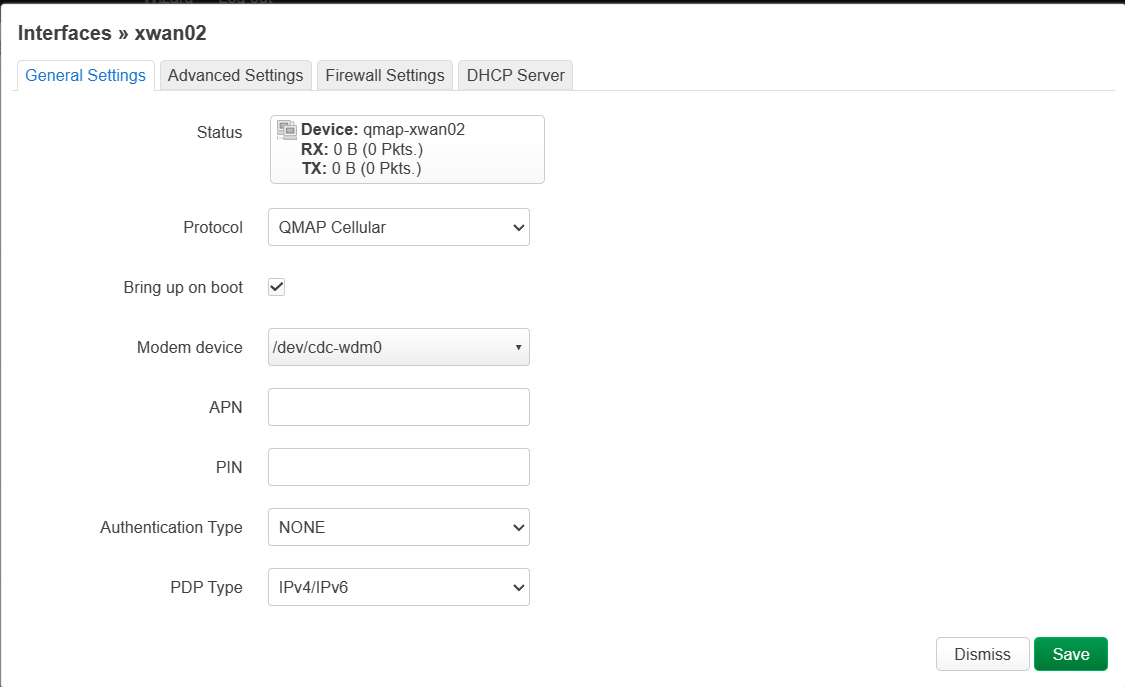 Interfaces » xwan02
General Settings
Advanced Settings
Firewall Settings
DHCP Server
Status
Device: qmap-xwan02
RX: 0 B (0 Pkts.)
TX: 0 B (0 Pkts.)
Protocol
QMAP Cellular
Bring up on boot
Modem device
/dev/cdc-wdm0
APN
PIN
Authentication Type
NONE
PDP Type
IPv4/IPv6
Dismiss
Save